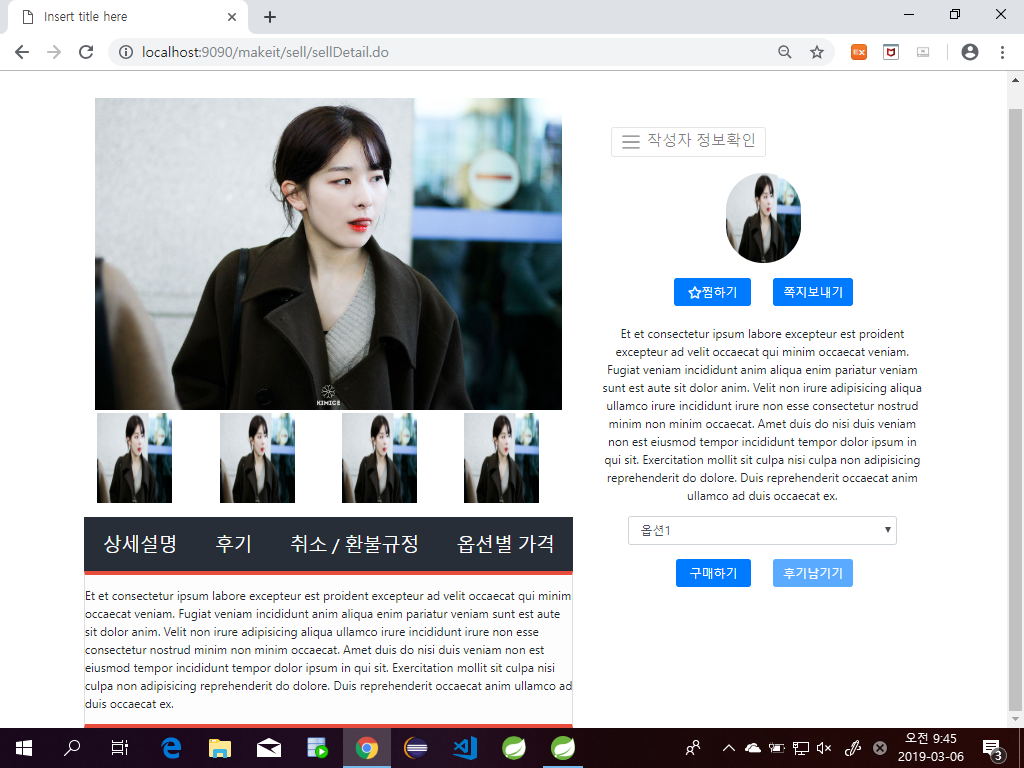 Insert title here
localhost:9090/makeit/sell/sellDetail.do
작성자 정보확인
KIMICE
찜하기
쪽지보내기
Et et consectetur ipsum labore excepteur est proident
excepteur ad velit occaecat qui minim occaecat veniam.
Fugiat veniam incididunt anim aliqua enim pariatur veniam
sunt est aute sit dolor anim. Velit non irure adipisicing aliqua
ullamco irure incididunt irure non esse consectetur nostrud
minim non minim occaecat. Amet duis do nisi duis veniam
non est eiusmod tempor incididunt tempor dolor ipsum in
qui sit. Exercitation mollit sit culpa nisi culpa non adipisicing
reprehenderit do dolore. Duis reprehenderit occaecat anim
ullamco ad duis occaecat ex.
옵션1
구매하기
후기남기기
상세설명
후기
취소 / 환불규정
옵션별 가격
Et et consectetur ipsum labore excepteur est proident excepteur ad velit occaecat qui minim
occaecat veniam. Fugiat veniam incididunt anim aliqua enim pariatur veniam sunt est aute
sit dolor anim. Velit non irure adipisicing aliqua ullamco irure incididunt irure non esse
consectetur nostrud minim non minim occaecat. Amet duis do nisi duis veniam non est
eiusmod tempor incididunt tempor dolor ipsum in qui sit. Exercitation mollit sit culpa nisi
culpa non adipisicing reprehenderit do dolore. Duis reprehenderit occaecat anim ullamco ad
duis occaecat ex.
오전 9:45
2019-03-06
3